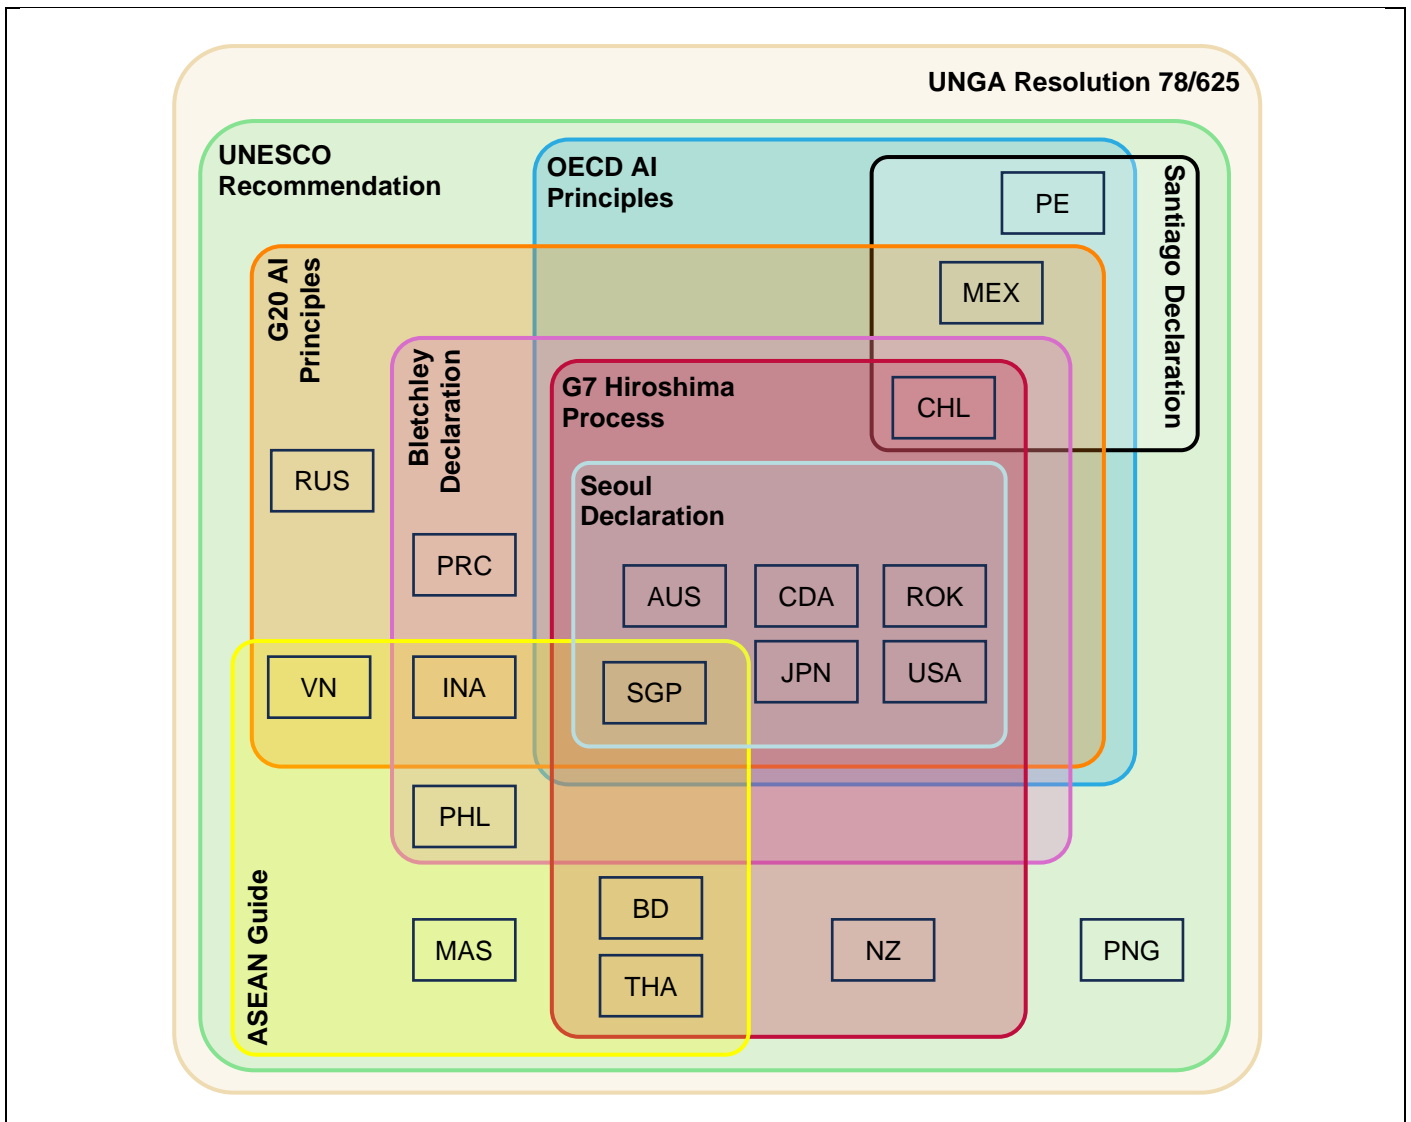 UNGA Resolution 78/625
UNESCO
Recommendation
OECD AI
Principles
Santiago Declaration
PE
G20 AI
Principles
MEX
Bletchley
Declaration
G7 Hiroshima
Process
CHL
RUS
Seoul
Declaration
PRC
AUS
CDA
ROK
VN
INA
SGP
JPN
USA
PHL
ASEAN Guide
MAS
BD
THA
NZ
PNG